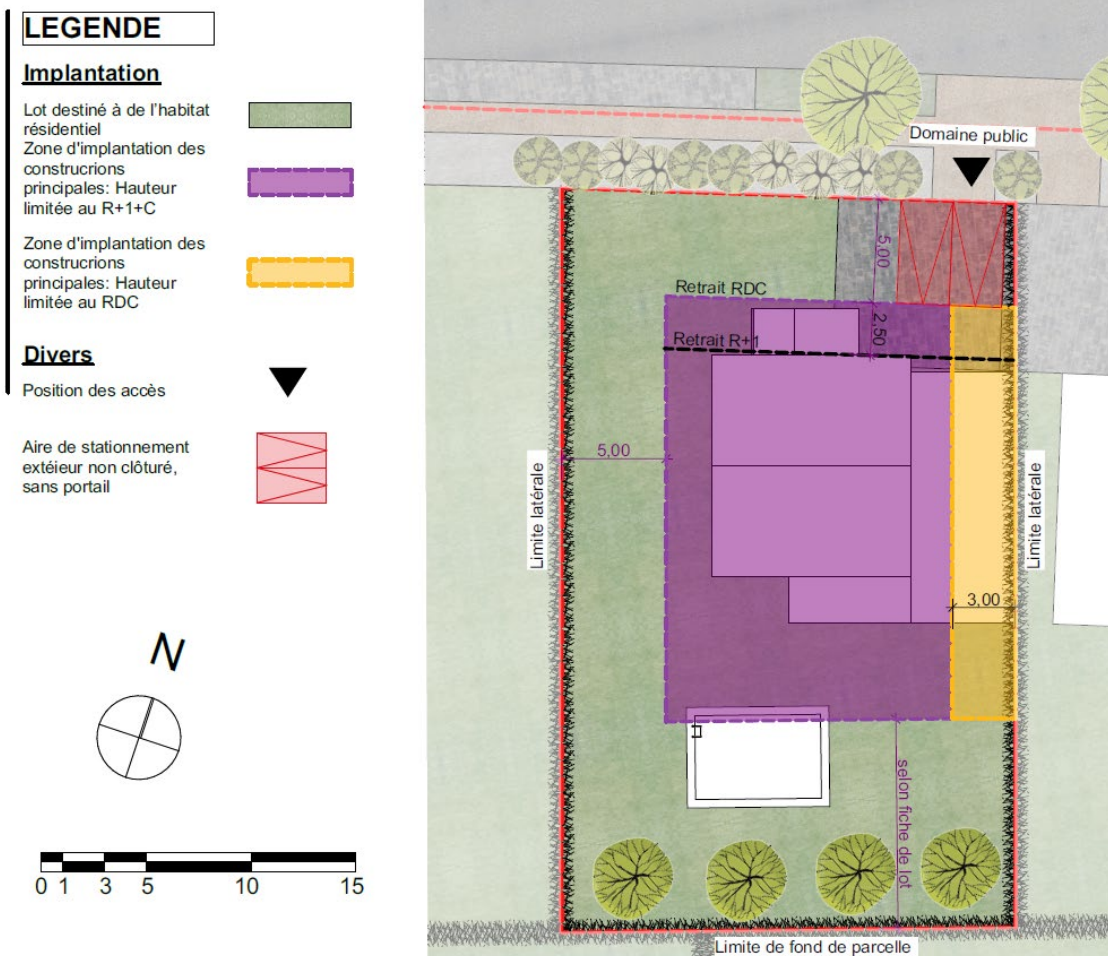 LEGENDE
Implantation
Lot destiné à de l'habitat
résidentiel
Zone d'implantation des
construcrions
principales: Hauteur
limitée au R+1+C
Zone d'implantation des
construcrions
principales: Hauteur
limitée au RDC
Divers
Position des accès
Aire de stationnement
extéieur non clôturé,
sans portail
N
0 1 3 5 10 15
Domaine public
5,00
Retrait RDC
2,50
Retrait R+1
5,00
Limite latérale
Limite latérale
3,00
selon fiche de lot
Limite de fond de parcelle